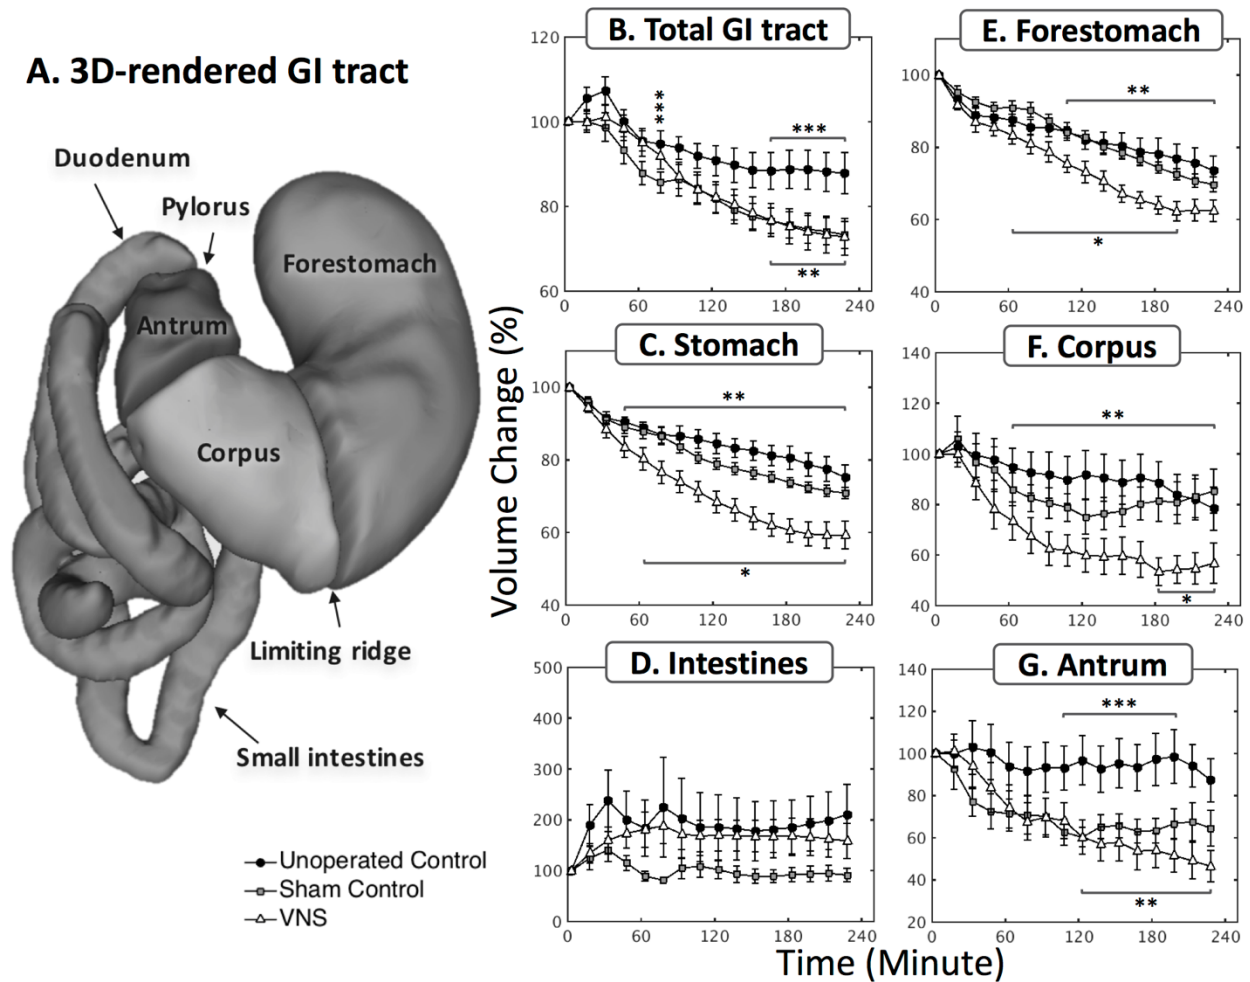 A. 3D-rendered GI tract
Duodenum
Pylorus
Forestomach
Antrum
Corpus
Limiting ridge
Small intestines
Unoperated Control
Sham Control
VNS
Volume Change (%)
Time (Minute)
B. Total GI tract
120
100
80
60
0 60 120 180 240
***
***
**
C. Stomach
100
80
60
40
0 60 120 180 240
**
*
D. Intestines
500
400
300
200
100
0
0 60 120 180 240
E. Forestomach
100
80
60
40
0 60 120 180 240
**
*
F. Corpus
140
120
100
80
60
40
0 60 120 180 240
**
*
G. Antrum
140
120
100
80
60
40
20
0 60 120 180 240
***
**